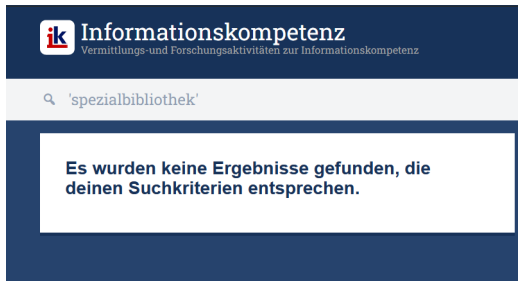 ik Informationskompetenz
Vermittlungs-und Forschungsaktivitäten zur Informationskompetenz
'spezialbibliothek'
Es wurden keine Ergebnisse gefunden, die
deinen Suchkriterien entsprechen.